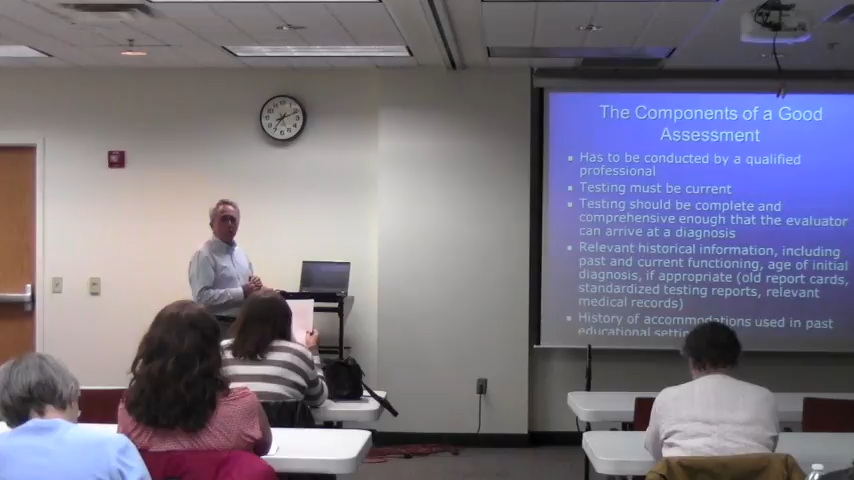 The Components of a Good
Assessment
Has to be conducted by a qualified
professional
Testing must be current
Testing should be complete and
comprehensive enough that the evaluator
can arrive at a diagnosis
Relevant historical information, including
past and current functioning, age of initial
diagnosis, if appropriate (old report cards,
standardized testing reports, relevant
medical records)
History of accommodations used in past
educational setting